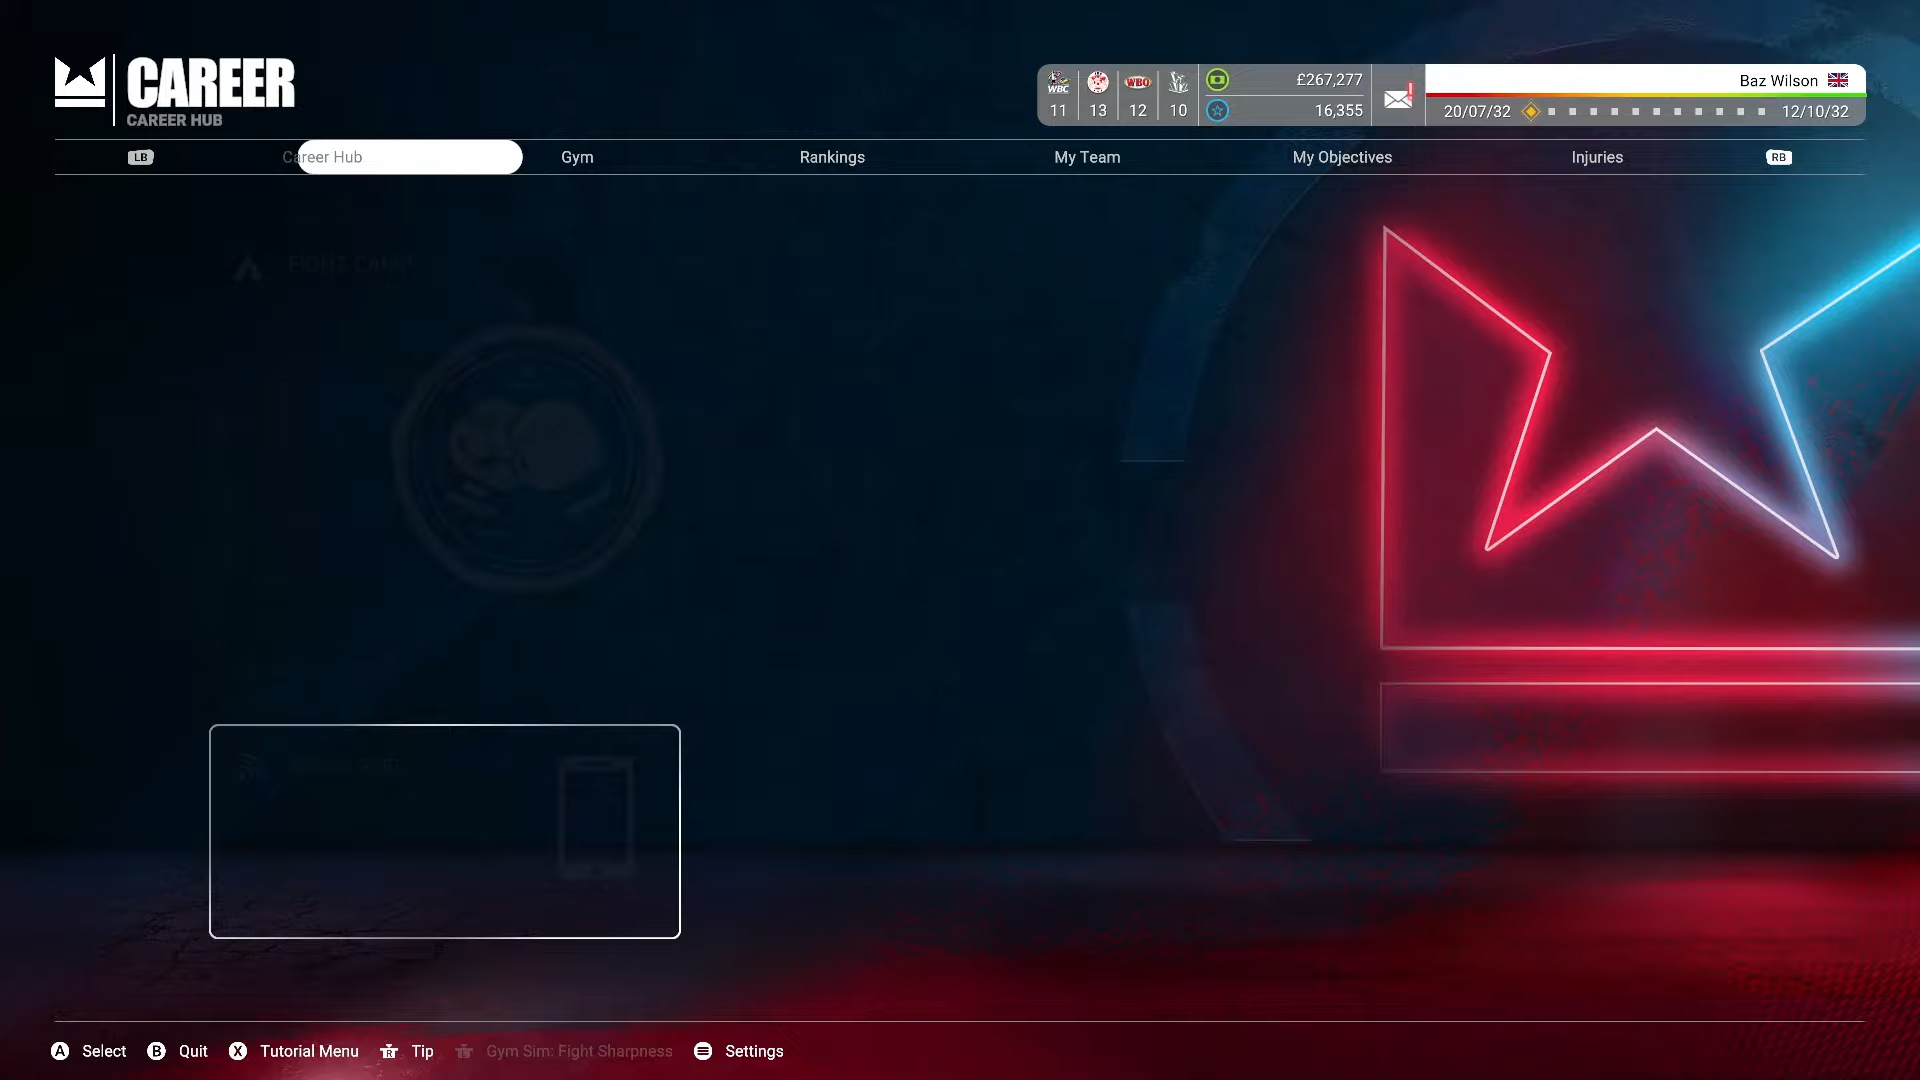 CAREER
CAREER HUB
WBC
WBO
11
13
12
10
£267,277
16,355
Baz Wilson
20/07/32
12/10/32
LB
Career Hub
Gym
Rankings
My Team
My Objectives
Injuries
RB
FIGHT CAMP
A Select
B Quit
X Tutorial Menu
R Tip
Gym Sim: Fight Sharpness
Settings